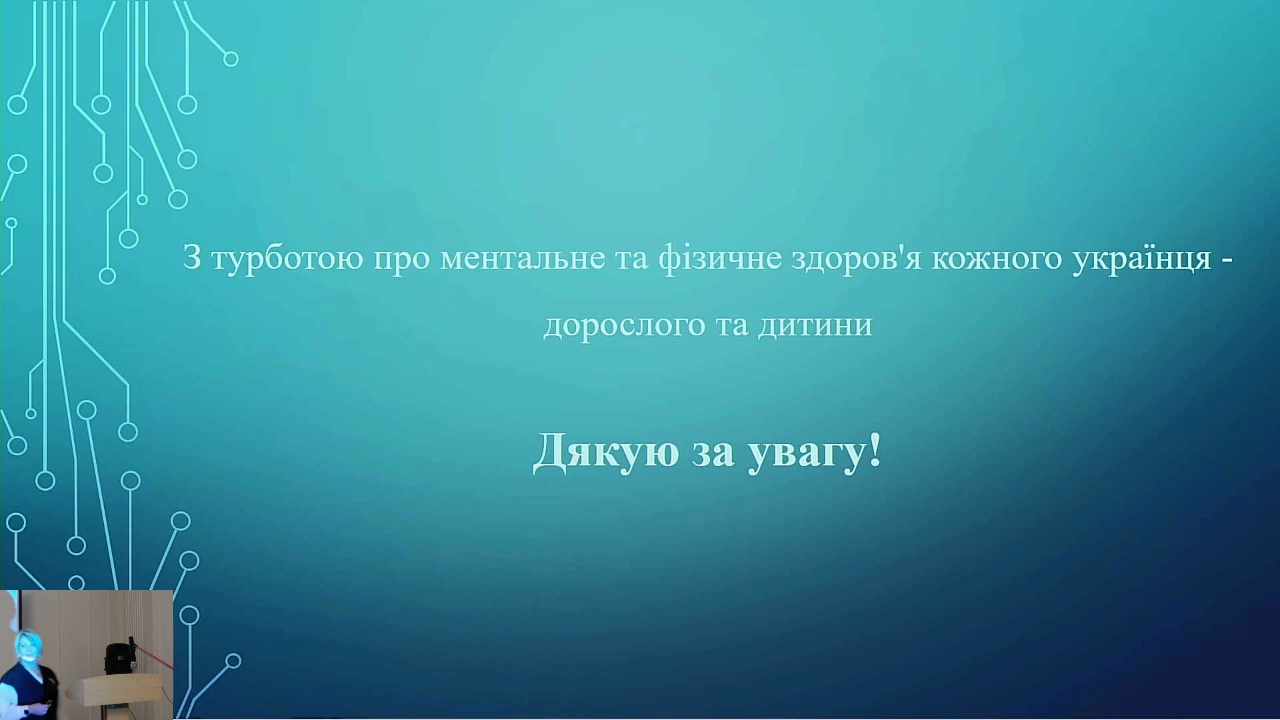 З турботою про ментальне та фізичне здоров'я кожного українця -
дорослого та дитини
Дякую за увагу!